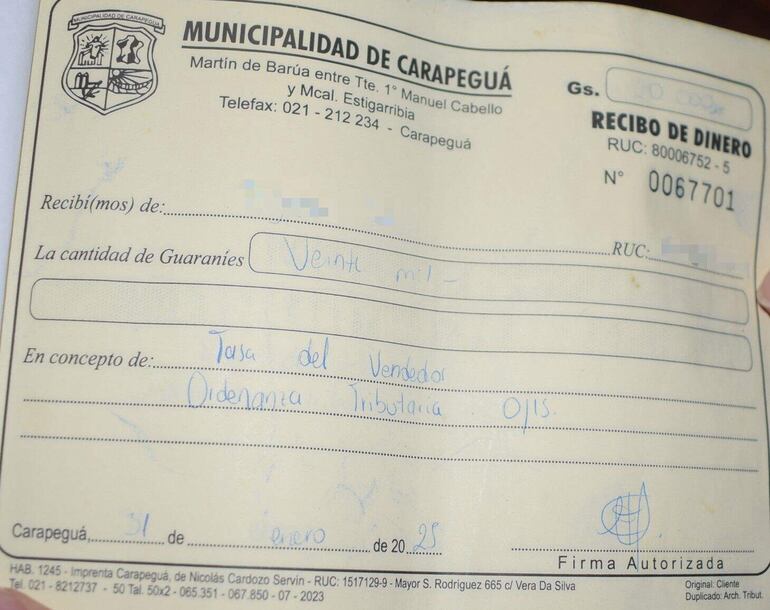 MUNICIPALIDAD DE CARAPEGUÁ
MUNICIPALIDAD DE CARAPEGUÁ
Martín de Barúa entre Tte. 1° Manuel Cabello
y Mcal. Estigarribia
Telefax: 021 - 212 234 - Carapeguá
Gs. 20.000
RECIBO DE DINERO
RUC: 80006752 - 5
N° 0067701
Recibí(mos) de:
RUC:
La cantidad de Guaraníes Veinte mil -
En concepto de: Tasa del Vendedor
Ordenanza Tributaria 0/15.
Carapeguá, 31 de enero de 2025
Firma Autorizada
HAB. 1245 - Imprenta Carapeguá, de Nicolás Cardozo Servin - RUC: 1517129-9 - Mayor S. Rodríguez 665 c/ Vera Da Silva
Tel. 021 - 8212737 - 50 Tal. 50x2 - 065.351 - 067.850 - 07 - 2023
Original: Cliente
Duplicado: Arch. Tribut.